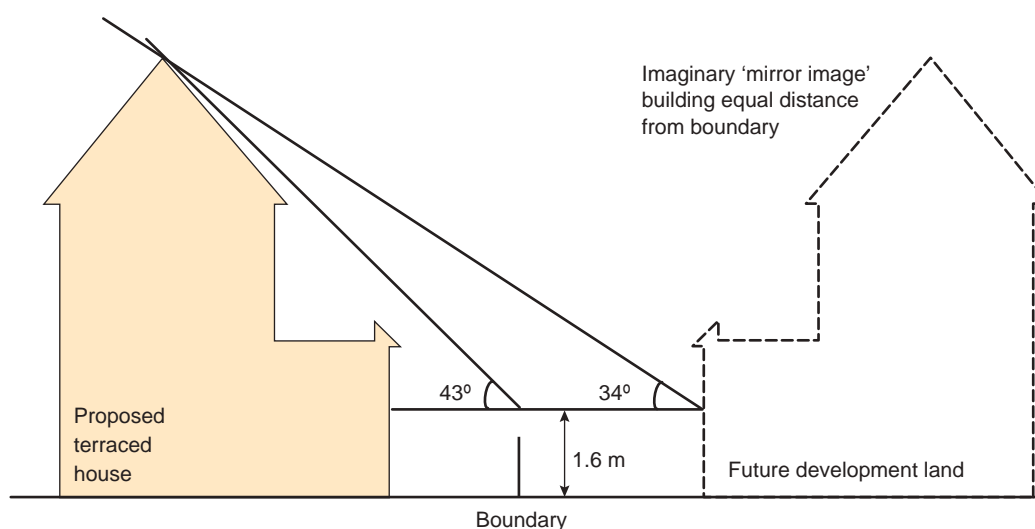 Imaginary ‘mirror image’
building equal distance
from boundary
43º
34º
Proposed
terraced
house
1.6 m
Future development land
Boundary